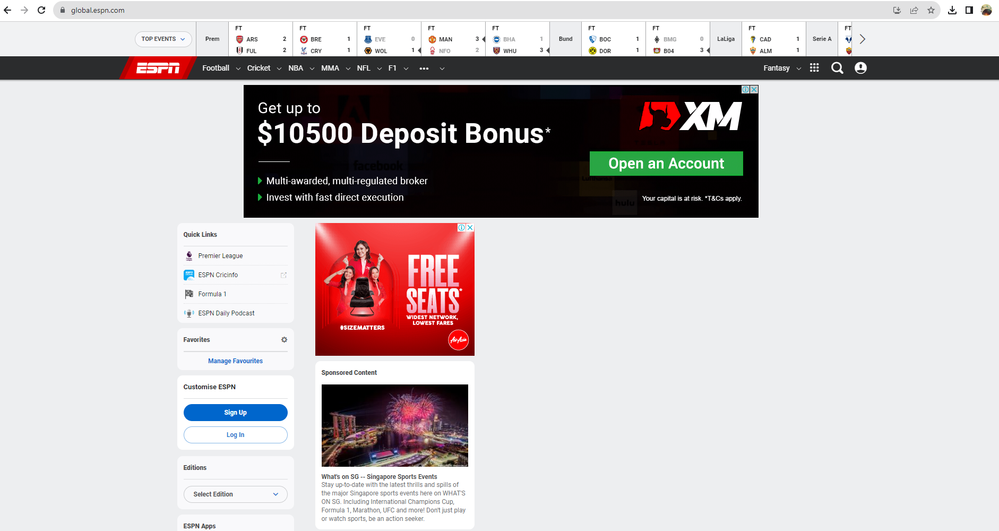 global.espn.com
TOP EVENTS
Prem
FT
ARS 2
FUL 2
FT
BRE 1
CRY 1
FT
EVE 0
WOL 1
FT
MAN 3
NFO 2
FT
BHA 1
WHU 3
Bund
FT
BOC 1
DOR 1
FT
BMG 0
B04 3
LaLiga
FT
CAD 1
ALM 1
Serie A
FT
ESPN
Football
Cricket
NBA
MMA
NFL
F1
Fantasy
Get up to
$10500 Deposit Bonus*
Multi-awarded, multi-regulated broker
Invest with fast direct execution
XM
Open an Account
Your capital is at risk. *T&Cs apply.
facebook
hulu
Quick Links
Premier League
ESPN Cricinfo
Formula 1
ESPN Daily Podcast
Favorites
Manage Favourites
Customise ESPN
Sign Up
Log In
Editions
Select Edition
ESPN Apps
FREE
SEATS*
WIDEST NETWORK,
LOWEST FARES
#SIZEMATTERS
AirAsia
Sponsored Content
What's on SG -- Singapore Sports Events
Stay up-to-date with the latest thrills and spills of
the major Singapore sports events here on WHAT'S
ON SG. Including International Champions Cup,
Formula 1, Marathon, UFC and more! Don't just play
or watch sports, be an action seeker.